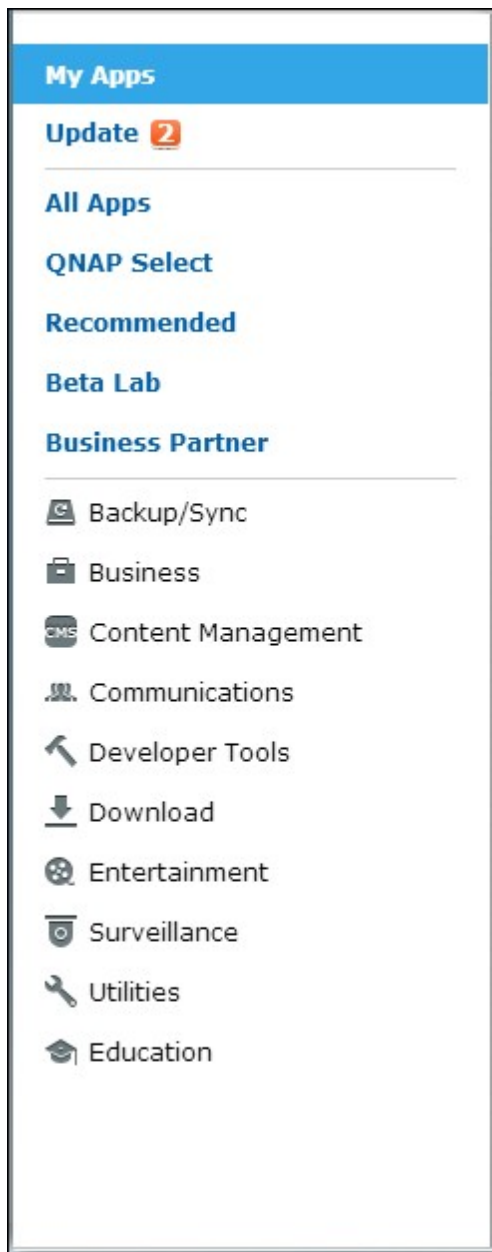 My Apps
Update 2
All Apps
QNAP Select
Recommended
Beta Lab
Business Partner
Backup/Sync
Business
CMS Content Management
Communications
Developer Tools
Download
Entertainment
Surveillance
Utilities
Education